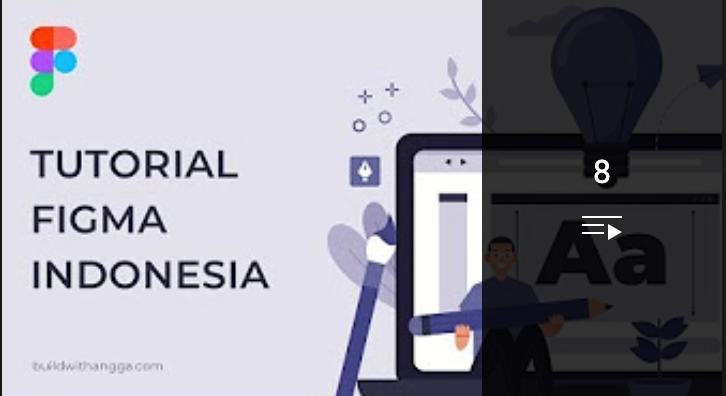 TUTORIAL
FIGMA
INDONESIA
buildwithangga.com
8
Aa